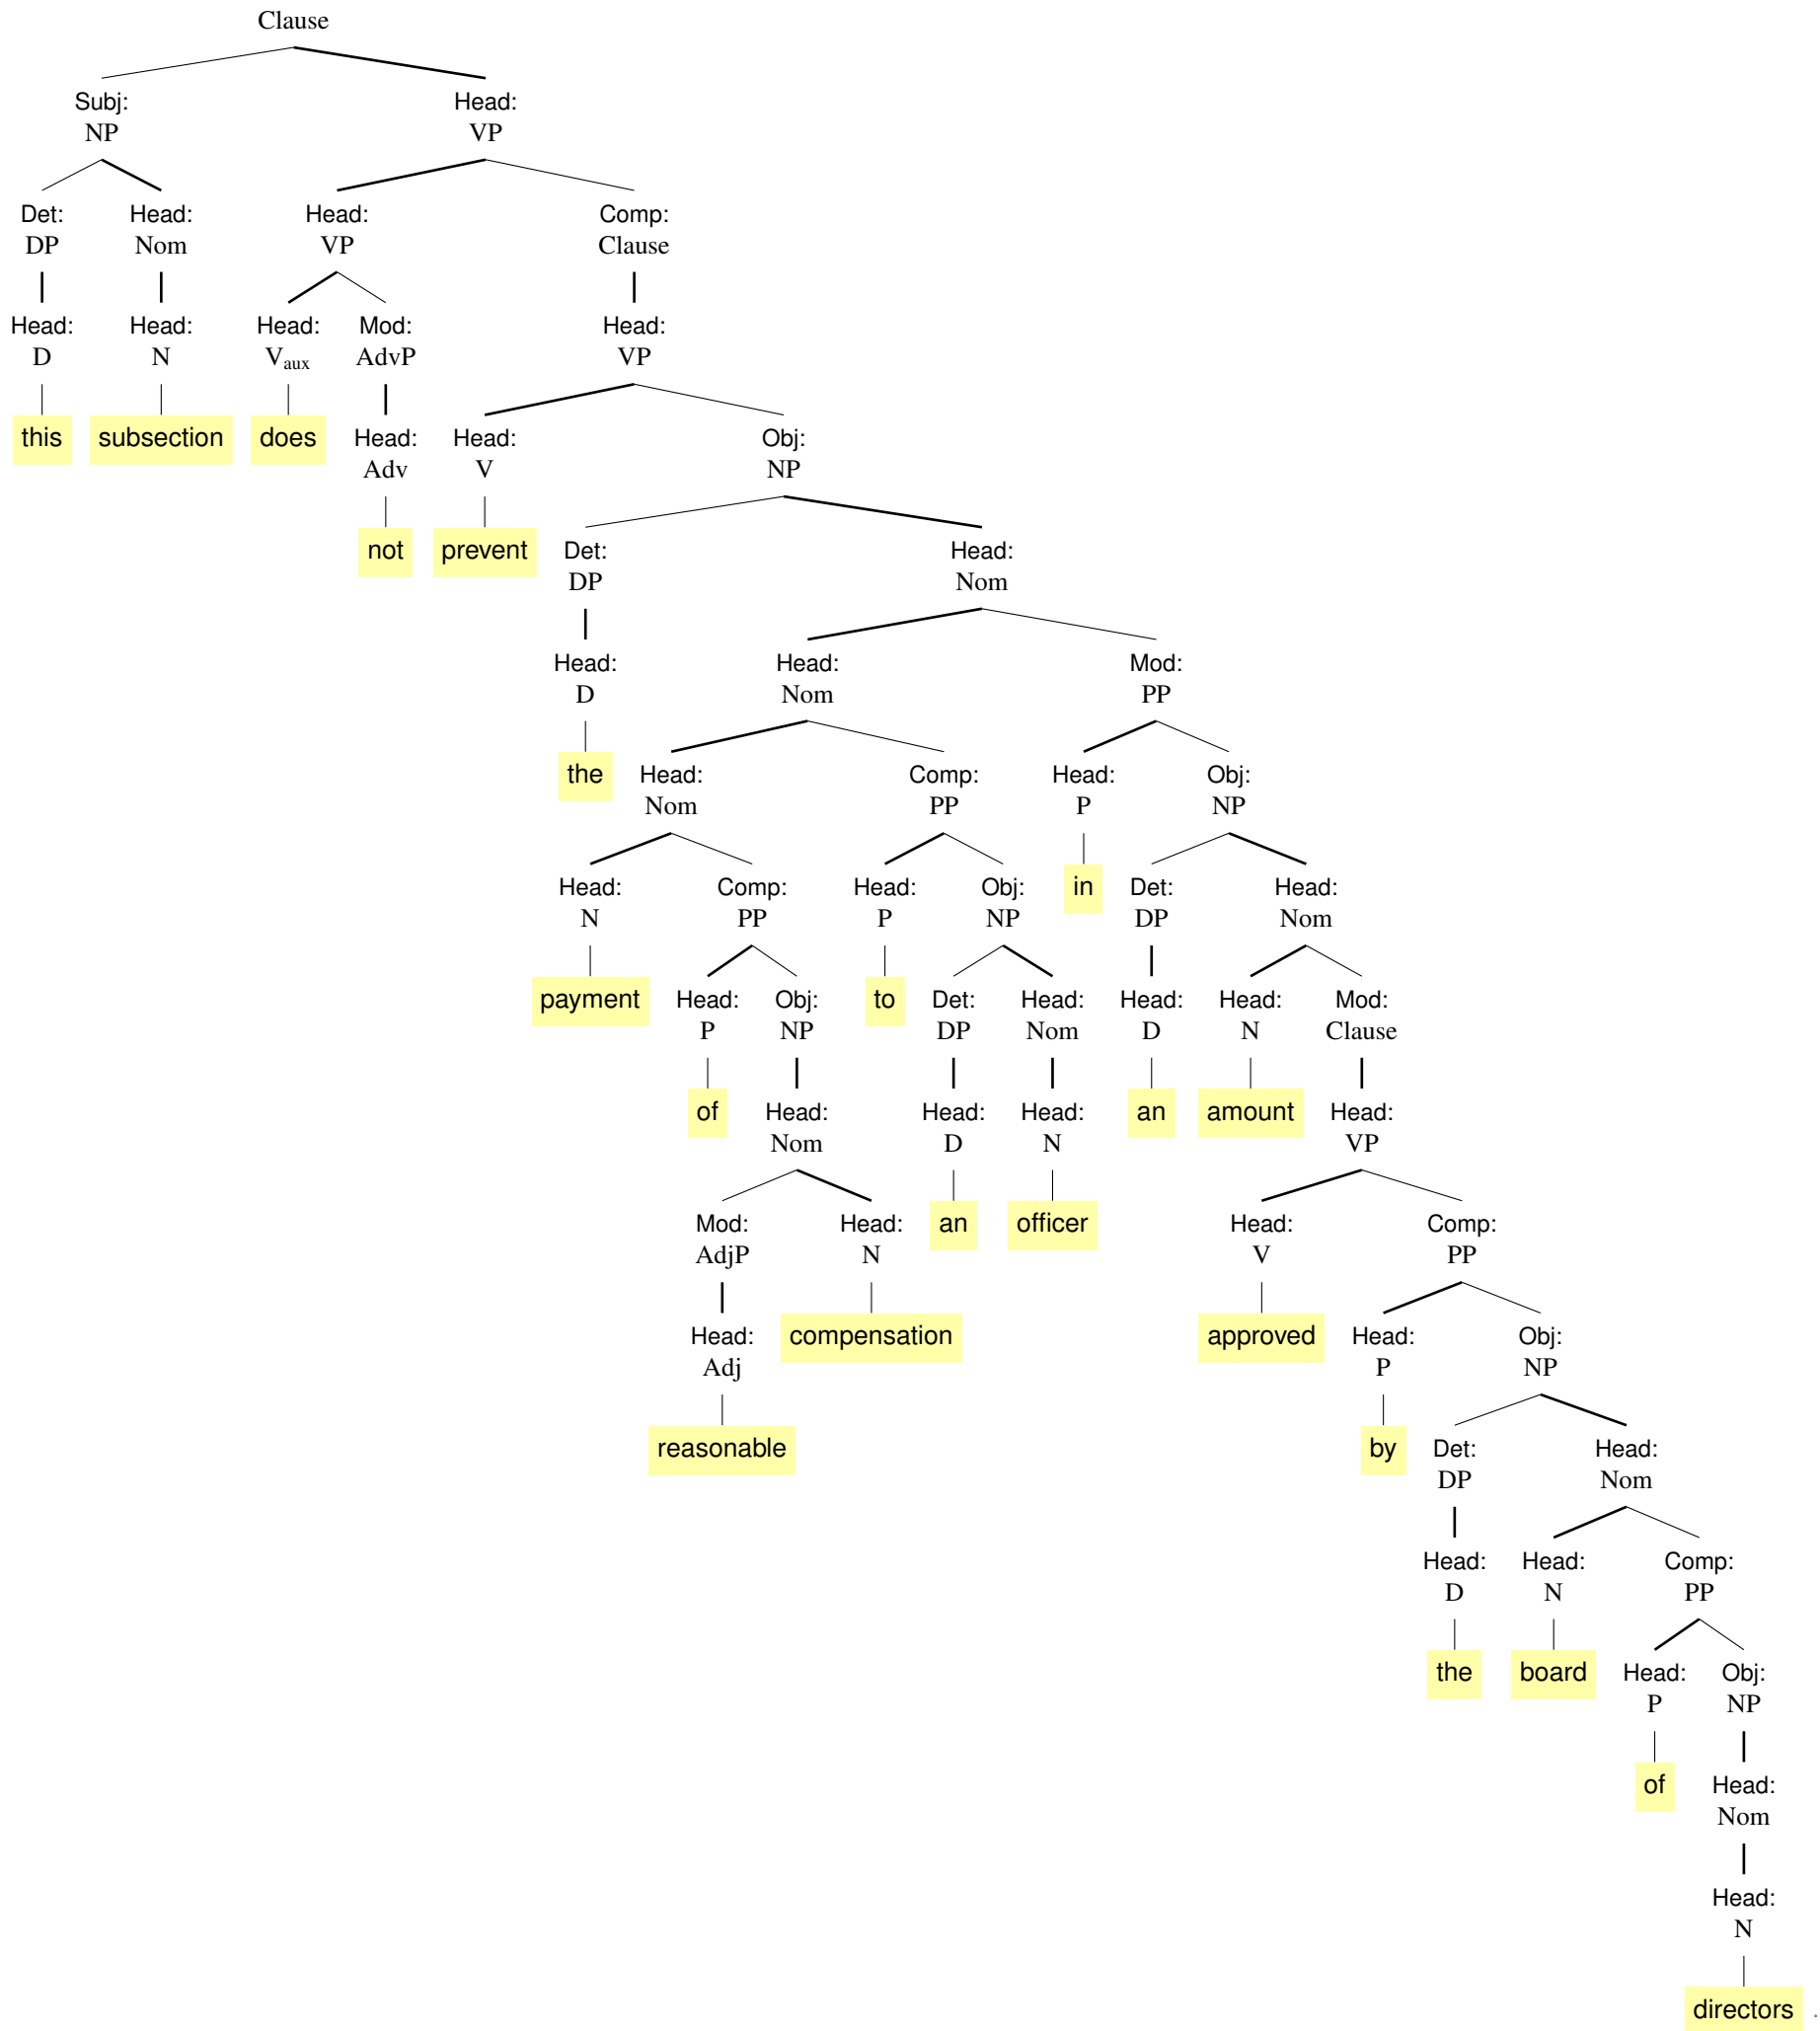 Clause
Subj: Head:
NP VP
Det: Head: Head: Comp:
DP Nom VP Clause
Head: Head: Head: Mod: Head:
D N Vaux AdvP VP
this subsection does Head: Head: Obj:
Adv V NP
not prevent Det: Head:
DP Nom
Head: Head: Mod:
D Nom PP
the Head: Comp: Head: Obj:
Nom PP P NP
Head: Comp: Head: Obj: in Det: Head:
N PP P NP DP Nom
payment Head: Obj: to Det: Head: Head: Head: Mod:
P NP DP Nom D N Clause
of Head: Head: Head: an amount Head:
Nom D N VP
Mod: Head: an officer Head: Comp:
AdjP N V PP
Head: compensation approved Head: Obj:
Adj P NP
reasonable by Det: Head:
DP Nom
Head: Head: Comp:
D N PP
the board Head: Obj:
P NP
of Head:
Nom
Head:
N
directors .